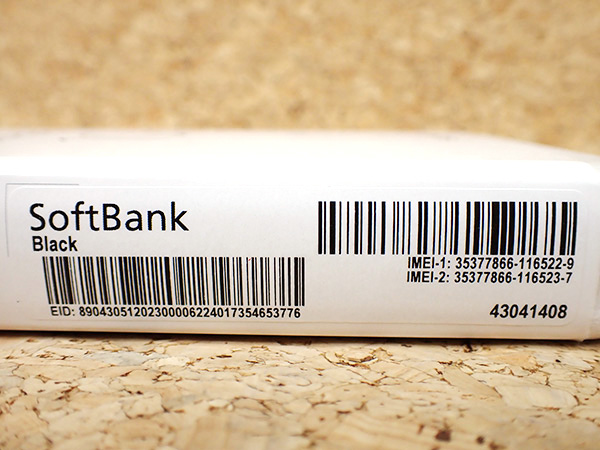 SoftBank
Black
EID: 89043051202300006224017354653776
IMEI-1: 35377866-116522-9
IMEI-2: 35377866-116523-7
43041408